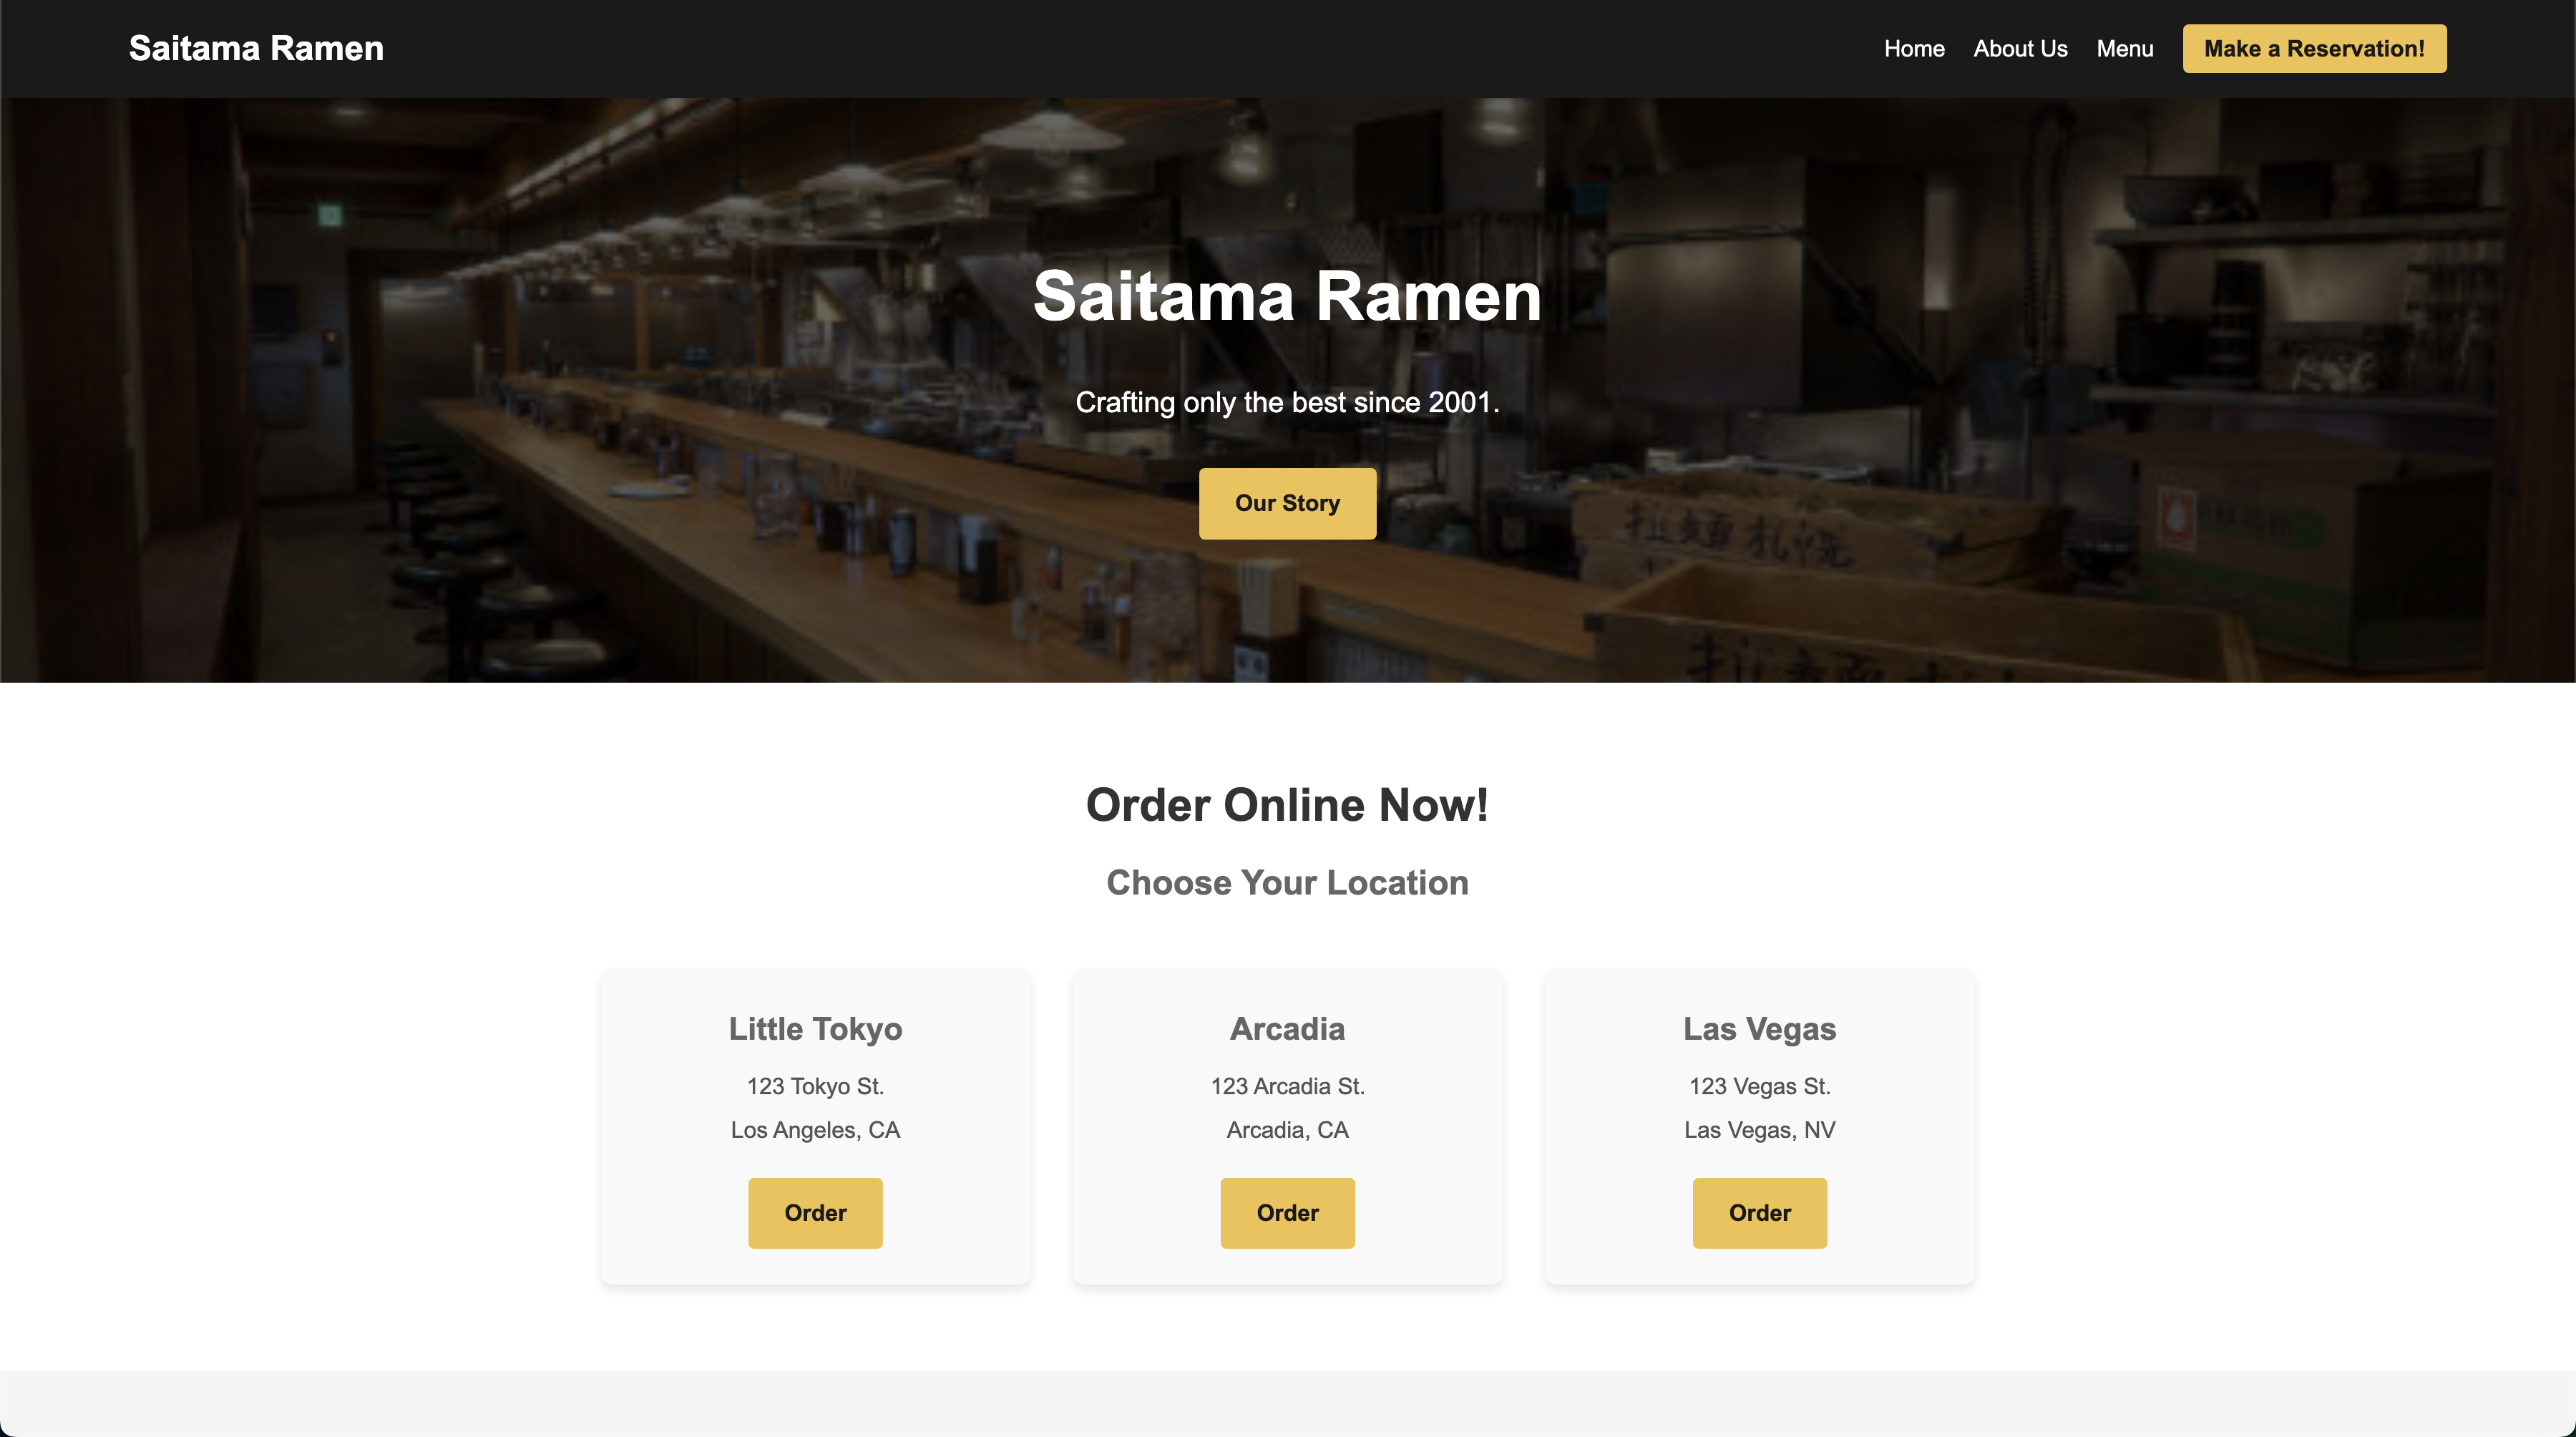 Saitama Ramen
Home
About Us
Menu
Make a Reservation!
Saitama Ramen
Crafting only the best since 2001.
Our Story
Order Online Now!
Choose Your Location
Little Tokyo
123 Tokyo St.
Los Angeles, CA
Order
Arcadia
123 Arcadia St.
Arcadia, CA
Order
Las Vegas
123 Vegas St.
Las Vegas, NV
Order